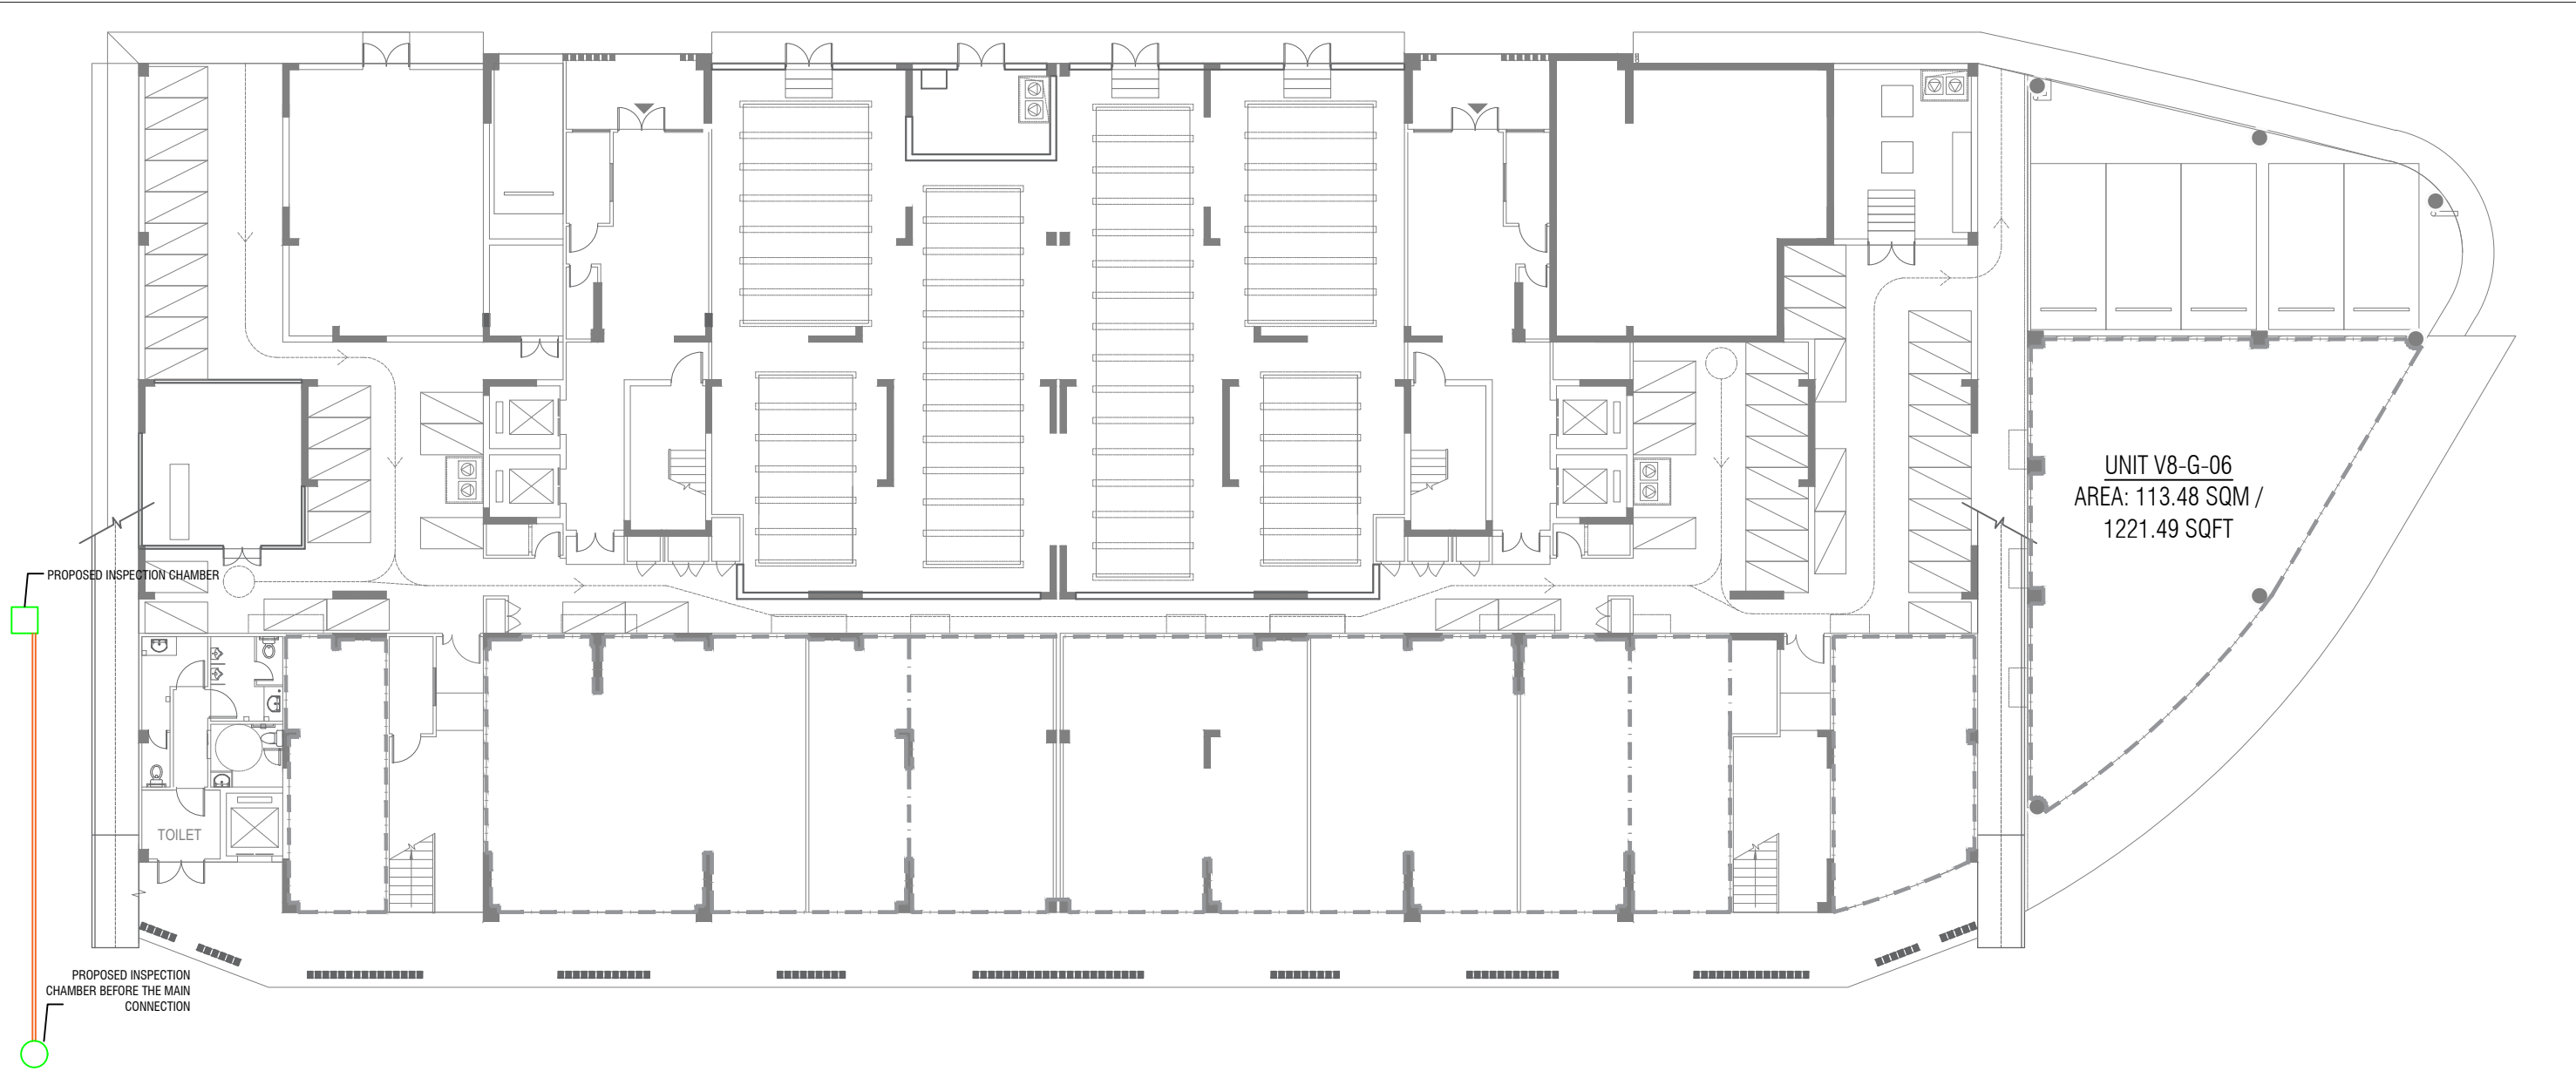 UNIT V8-G-06
AREA: 113.48 SQM /
1221.49 SQFT
PROPOSED INSPECTION CHAMBER
TOILET
PROPOSED INSPECTION
CHAMBER BEFORE THE MAIN
CONNECTION